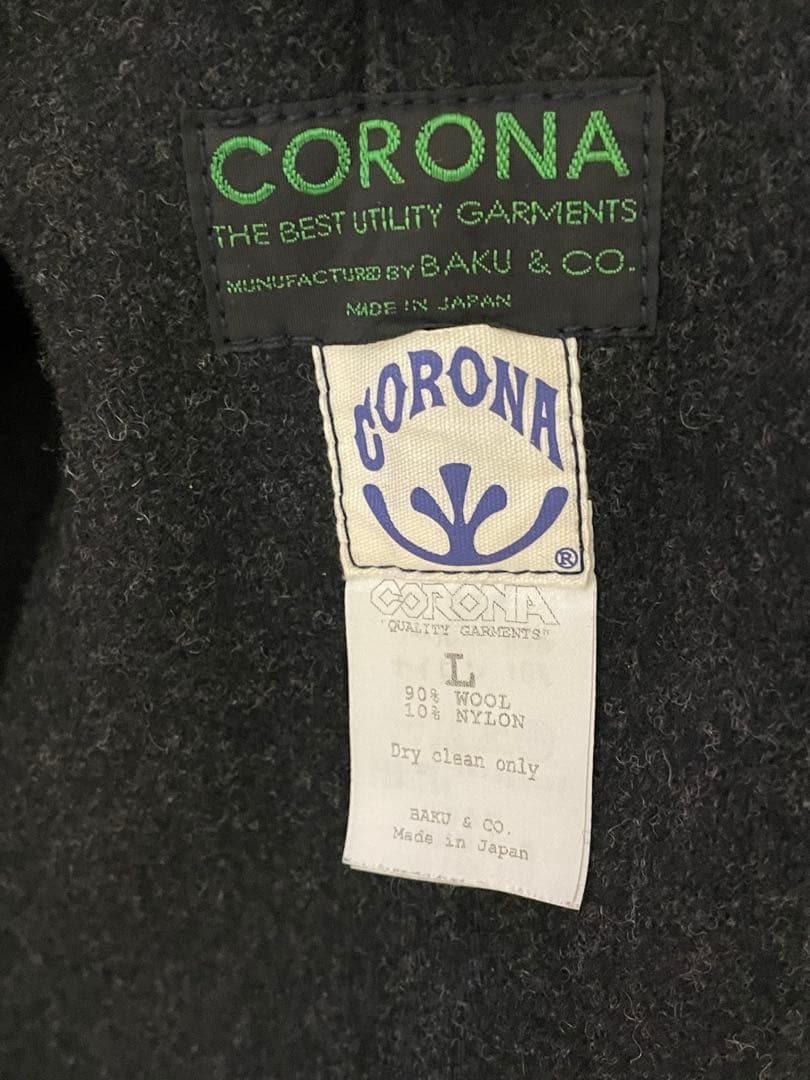 CORONA
THE BEST UTILITY GARMENTS
MUNUFACTURED BY BAKU & CO.
MADE IN JAPAN
CORONA
®
CORONA
"QUALITY GARMENTS"
L
90% WOOL
10% NYLON
Dry clean only
BAKU & CO.
Made in Japan